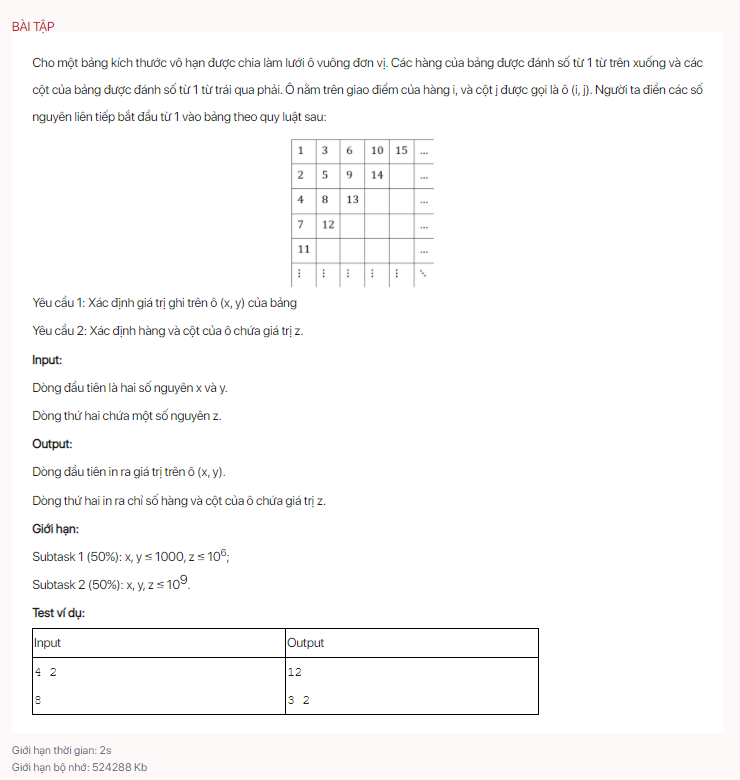 BÀI TẬP
Cho một bảng kích thước vô hạn được chia làm lưới ô vuông đơn vị. Các hàng của bảng được đánh số từ 1 từ trên xuống và các
cột của bảng được đánh số từ 1 từ trái qua phải. Ô nằm trên giao điểm của hàng i, và cột j được gọi là ô (i, j). Người ta điền các số
nguyên liên tiếp bắt đầu từ 1 vào bảng theo quy luật sau:
1 3 6 10 15 ...
2 5 9 14 ...
4 8 13 ...
7 12 ...
11 ...
⋮ ⋮ ⋮ ⋮ ⋮ ⋱
Yêu cầu 1: Xác định giá trị ghi trên ô (x, y) của bảng
Yêu cầu 2: Xác định hàng và cột của ô chứa giá trị z.
Input:
Dòng đầu tiên là hai số nguyên x và y.
Dòng thứ hai chứa một số nguyên z.
Output:
Dòng đầu tiên in ra giá trị trên ô (x, y).
Dòng thứ hai in ra chỉ số hàng và cột của ô chứa giá trị z.
Giới hạn:
Subtask 1 (50%): x, y ≤ 1000, z ≤ 10⁶;
Subtask 2 (50%): x, y, z ≤ 10⁹.
Test ví dụ:
Input Output
4 2 12
8 3 2
Giới hạn thời gian: 2s
Giới hạn bộ nhớ: 524288 Kb